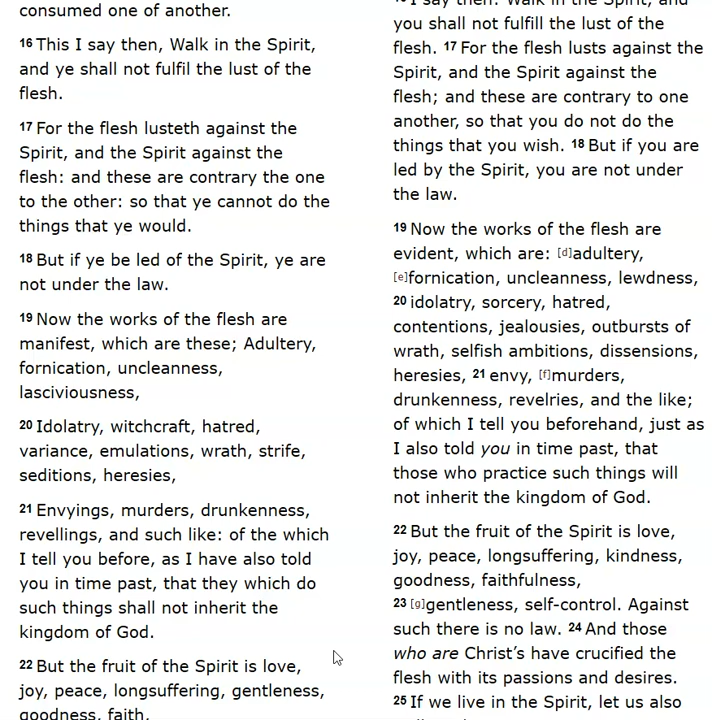 consumed one of another.
16 This I say then, Walk in the Spirit,
and ye shall not fulfil the lust of the
flesh.
17 For the flesh lusteth against the
Spirit, and the Spirit against the
flesh: and these are contrary the one
to the other: so that ye cannot do the
things that ye would.
18 But if ye be led of the Spirit, ye are
not under the law.
19 Now the works of the flesh are
manifest, which are these; Adultery,
fornication, uncleanness,
lasciviousness,
20 Idolatry, witchcraft, hatred,
variance, emulations, wrath, strife,
seditions, heresies,
21 Envyings, murders, drunkenness,
revellings, and such like: of the which
I tell you before, as I have also told
you in time past, that they which do
such things shall not inherit the
kingdom of God.
22 But the fruit of the Spirit is love,
joy, peace, longsuffering, gentleness,
goodness, faith,
16 I say then: Walk in the Spirit, and
you shall not fulfill the lust of the
flesh. 17 For the flesh lusts against the
Spirit, and the Spirit against the
flesh; and these are contrary to one
another, so that you do not do the
things that you wish. 18 But if you are
led by the Spirit, you are not under
the law.
19 Now the works of the flesh are
evident, which are: [d]adultery,
[e]fornication, uncleanness, lewdness,
20 idolatry, sorcery, hatred,
contentions, jealousies, outbursts of
wrath, selfish ambitions, dissensions,
heresies, 21 envy, [f]murders,
drunkenness, revelries, and the like;
of which I tell you beforehand, just as
I also told you in time past, that
those who practice such things will
not inherit the kingdom of God.
22 But the fruit of the Spirit is love,
joy, peace, longsuffering, kindness,
goodness, faithfulness,
23 [g]gentleness, self-control. Against
such there is no law. 24 And those
who are Christ's have crucified the
flesh with its passions and desires.
25 If we live in the Spirit, let us also